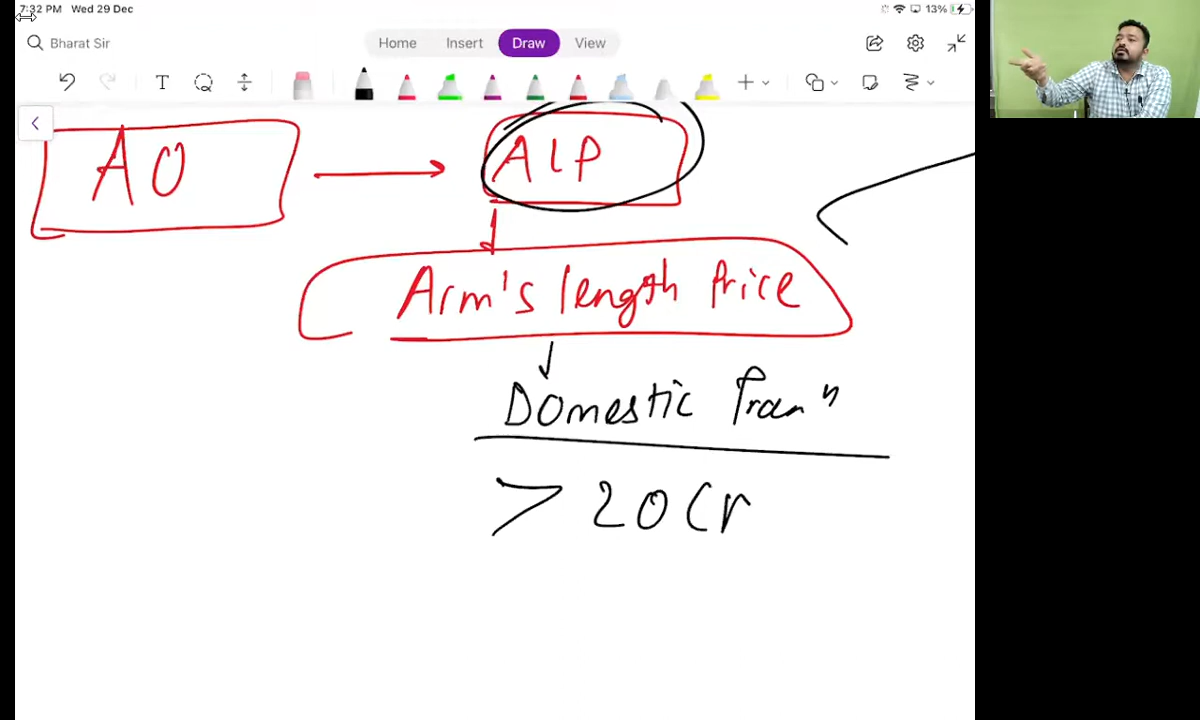 7:32 PM Wed 29 Dec
13%
Bharat Sir
Home Insert Draw View
T
AO
ALP
Arm's length Price
Domestic Tran "
> 20 Cr